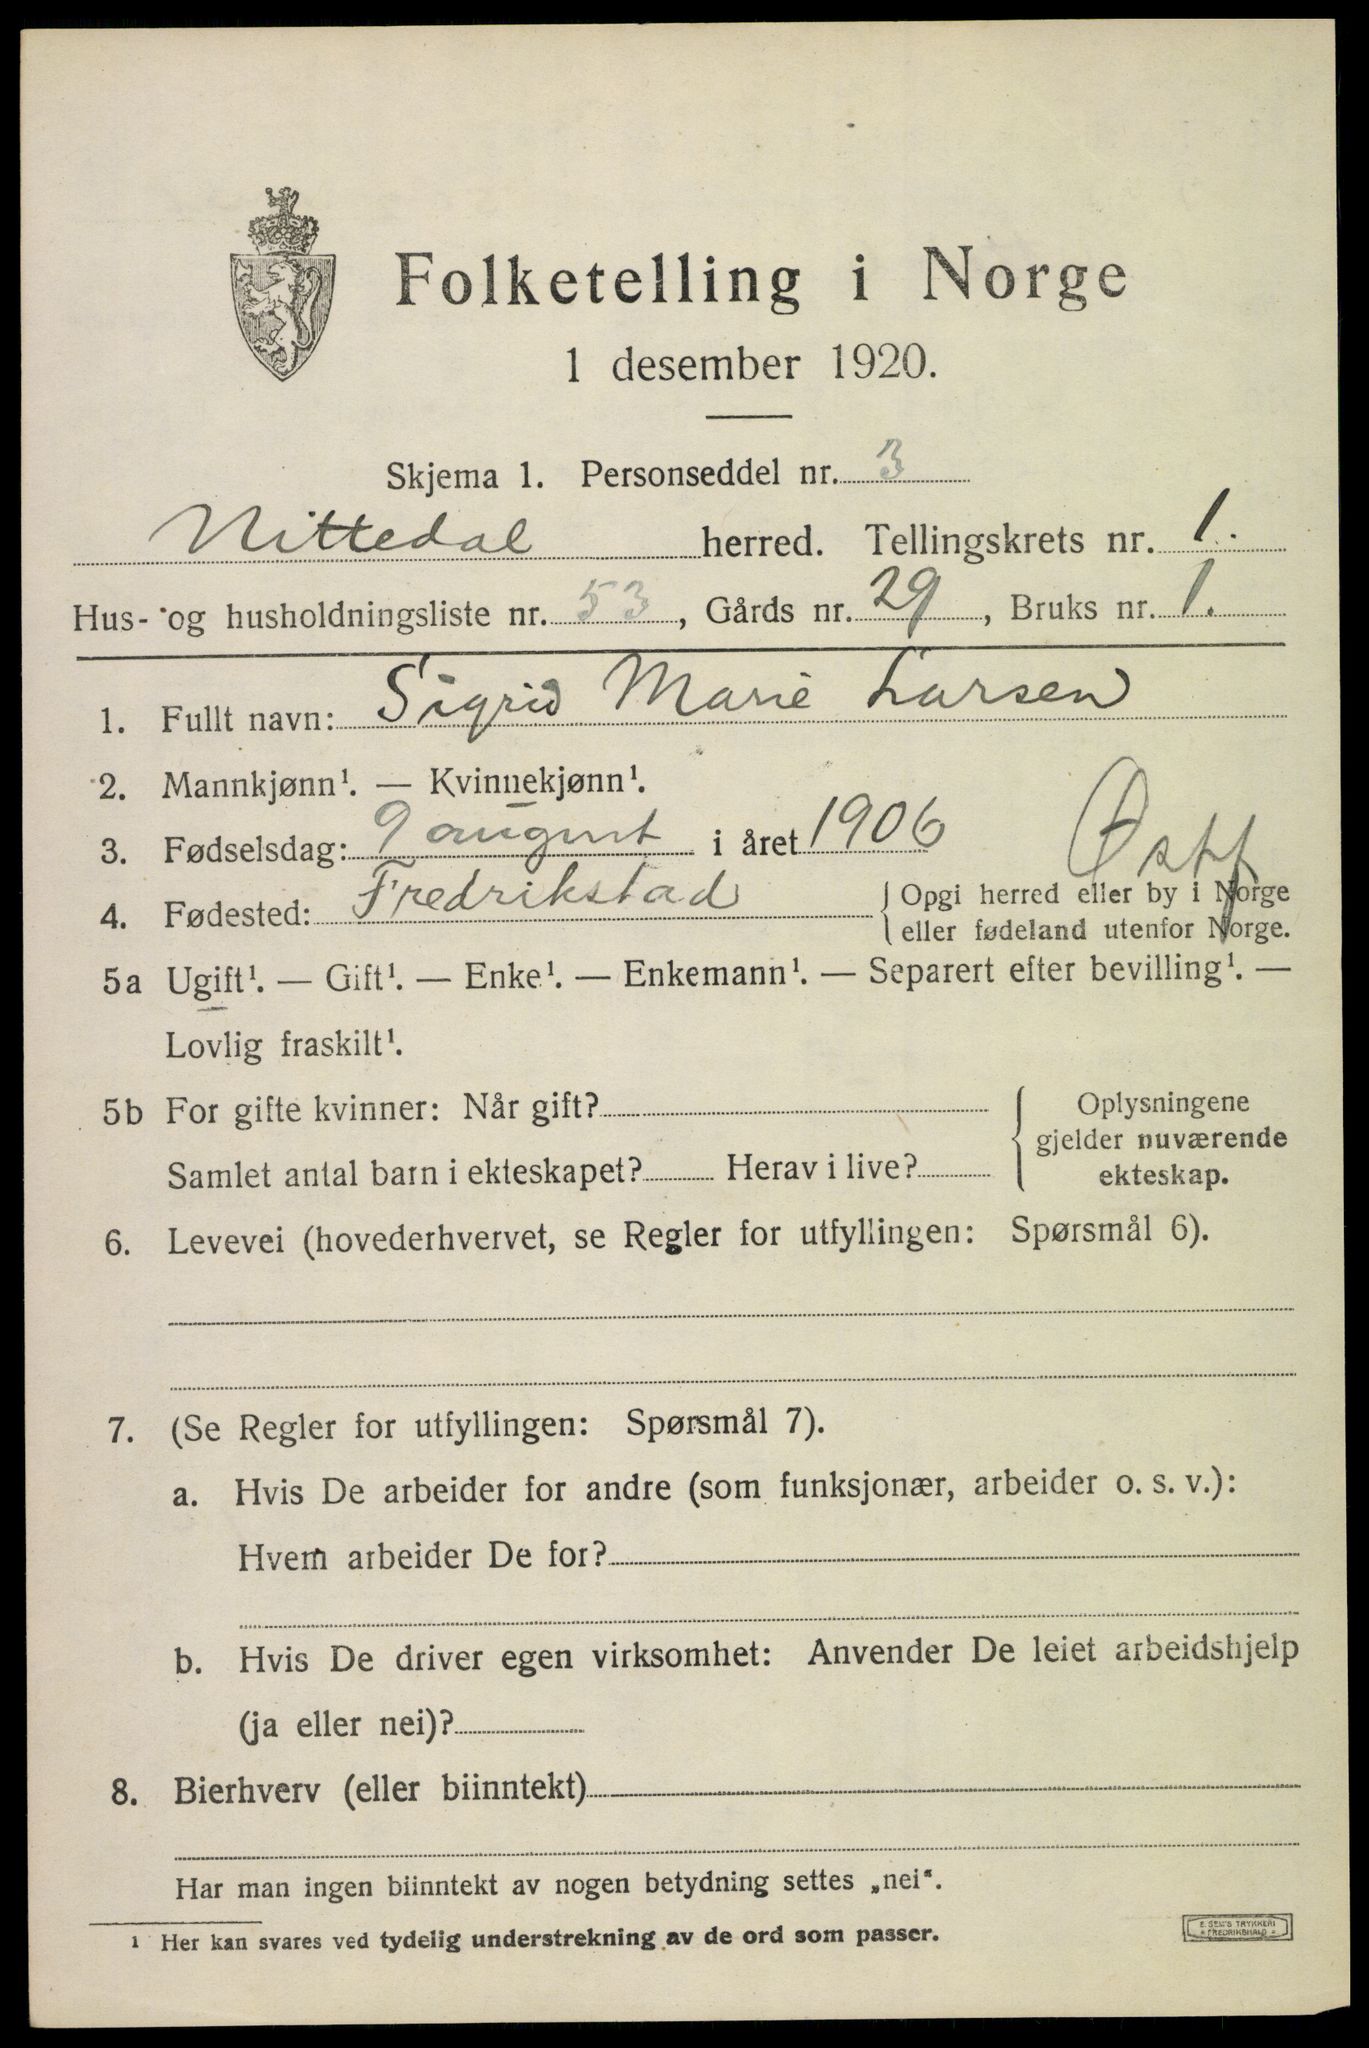 Folketelling i Norge
1 desember 1920.
Skjema 1. Personseddel nr. 3
Nittedal herred. Tellingskrets nr. 1.
Hus- og husholdningsliste nr. 53, Gårds nr. 29, Bruks nr. 1.
1. Fullt navn: Sigrid Marie Larsen
2. Mannkjønn¹. — Kvinnekjønn¹.
3. Fødselsdag: 9 august i året 1906
Østf
4. Fødested: Fredrikstad { Opgi herred eller by i Norge
eller fødeland utenfor Norge.
5a Ugift¹. — Gift¹. — Enke¹. — Enkemann¹. — Separert efter bevilling¹. —
Lovlig fraskilt¹.
5b For gifte kvinner: Når gift? Oplysningene
gjelder nuværende
Samlet antal barn i ekteskapet? Herav i live? ekteskap.
6. Levevei (hovederhvervet, se Regler for utfyllingen: Spørsmål 6).
7. (Se Regler for utfyllingen: Spørsmål 7).
a. Hvis De arbeider for andre (som funksjonær, arbeider o. s. v.):
Hvem arbeider De for?
b. Hvis De driver egen virksomhet: Anvender De leiet arbeidshjelp
(ja eller nei)?
8. Bierhverv (eller biinntekt)
Har man ingen biinntekt av nogen betydning settes „nei“.
¹ Her kan svares ved tydelig understrekning av de ord som passer.
E. SEM'S TRYKKERI
FREDRIKSHALD